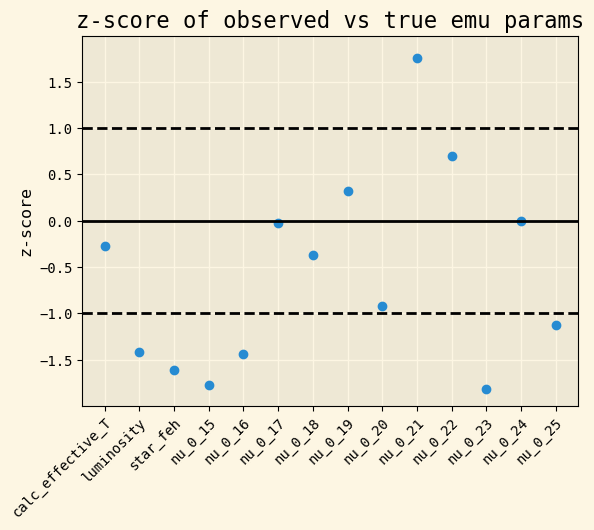 z-score of observed vs true emu params
z-score
1.5
1.0
0.5
0.0
−0.5
−1.0
−1.5
calc_effective_T
luminosity
star_feh
nu_0_15
nu_0_16
nu_0_17
nu_0_18
nu_0_19
nu_0_20
nu_0_21
nu_0_22
nu_0_23
nu_0_24
nu_0_25